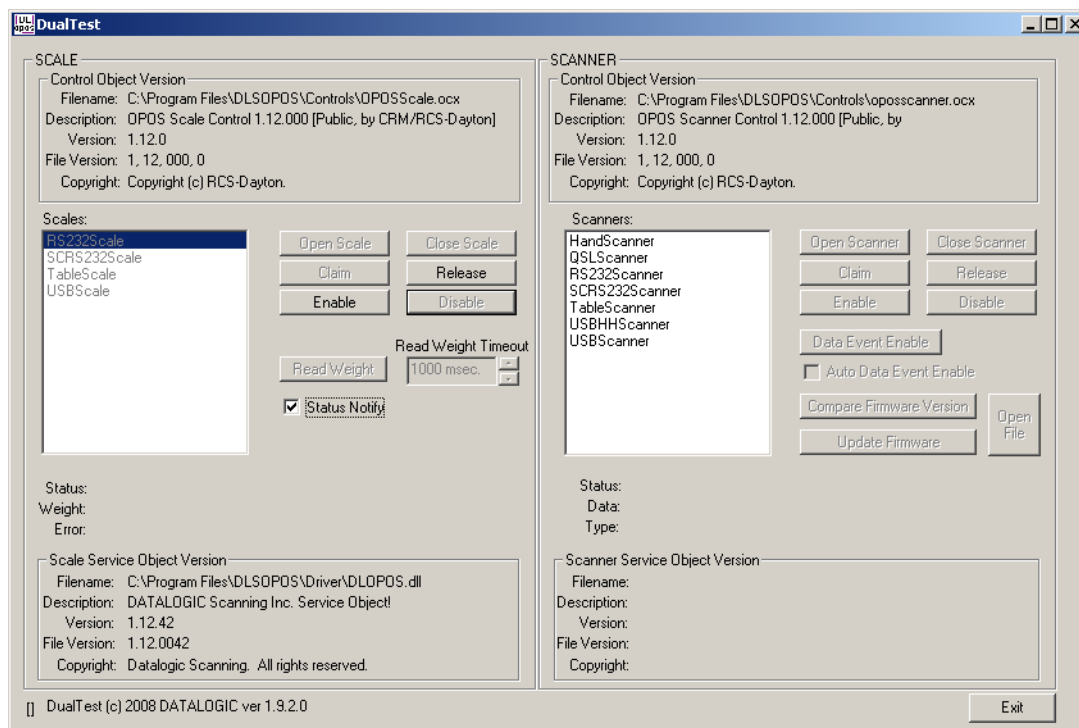 UL opos DualTest
SCALE
Control Object Version
Filename: C:\Program Files\DLSOPOS\Controls\OPOSScale.ocx
Description: OPOS Scale Control 1.12.000 [Public, by CRM/RCS-Dayton]
Version: 1.12.0
File Version: 1, 12, 000, 0
Copyright: Copyright (c) RCS-Dayton.
Scales:
RS232Scale
SCRS232Scale
TableScale
USBScale
Open Scale Close Scale
Claim Release
Enable Disable
Read Weight Timeout
Read Weight 1000 msec.
Status Notify
Status:
Weight:
Error:
Scale Service Object Version
Filename: C:\Program Files\DLSOPOS\Driver\DLOPOS.dll
Description: DATALOGIC Scanning Inc. Service Object!
Version: 1.12.42
File Version: 1.12.0042
Copyright: Datalogic Scanning. All rights reserved.
SCANNER
Control Object Version
Filename: C:\Program Files\DLSOPOS\Controls\oposscanner.ocx
Description: OPOS Scanner Control 1.12.000 [Public, by
Version: 1.12.0
File Version: 1, 12, 000, 0
Copyright: Copyright (c) RCS-Dayton.
Scanners:
HandScanner
QSLScanner
RS232Scanner
SCRS232Scanner
TableScanner
USBHHScanner
USBScanner
Open Scanner Close Scanner
Claim Release
Enable Disable
Data Event Enable
Auto Data Event Enable
Compare Firmware Version
Update Firmware
Open
File
Status:
Data:
Type:
Scanner Service Object Version
Filename:
Description:
Version:
File Version:
Copyright:
[] DualTest (c) 2008 DATALOGIC ver 1.9.2.0
Exit